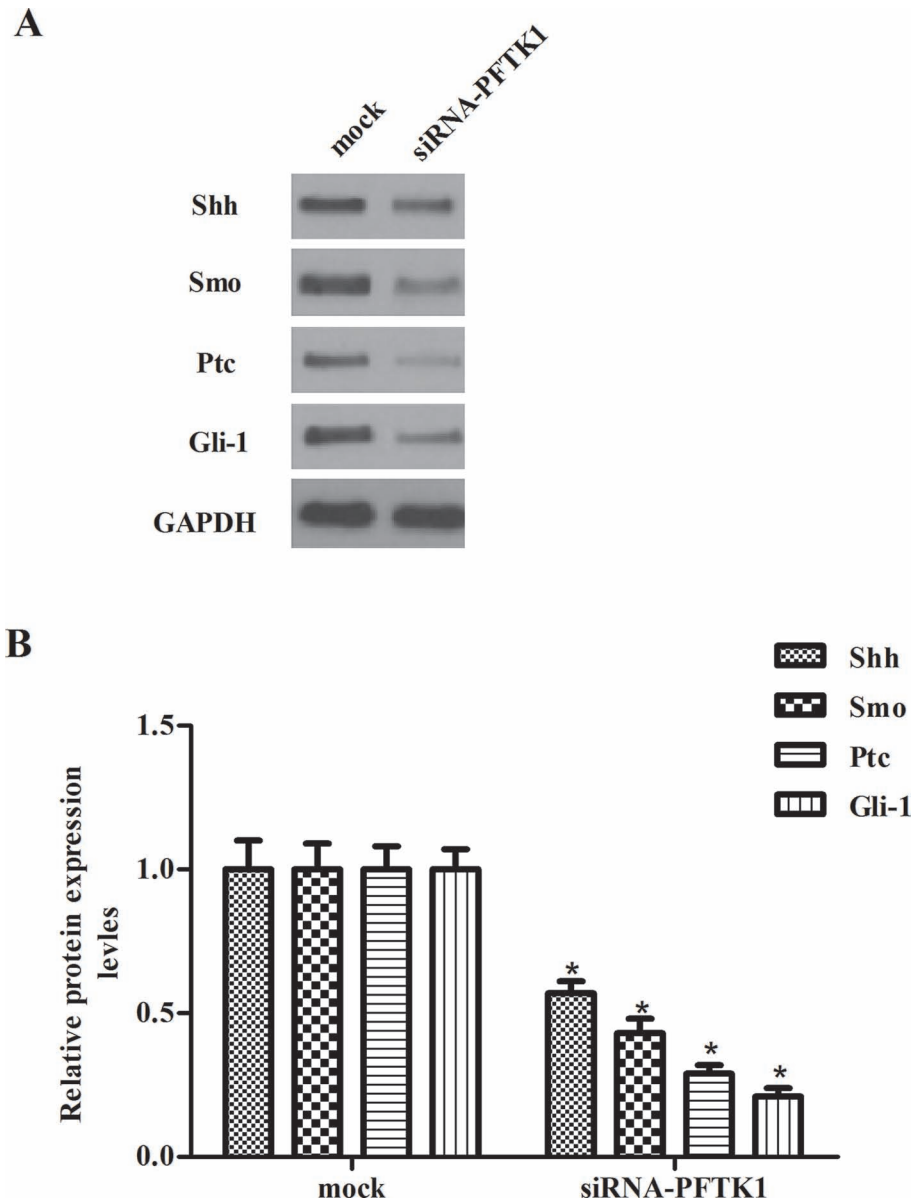 A
mock
siRNA-PFTK1
Shh
Smo
Ptc
Gli-1
GAPDH
B
Shh
Smo
Ptc
Gli-1
1.5
1.0
0.5
0.0
Relative protein expression
levles
*
*
*
*
mock
siRNA-PFTK1